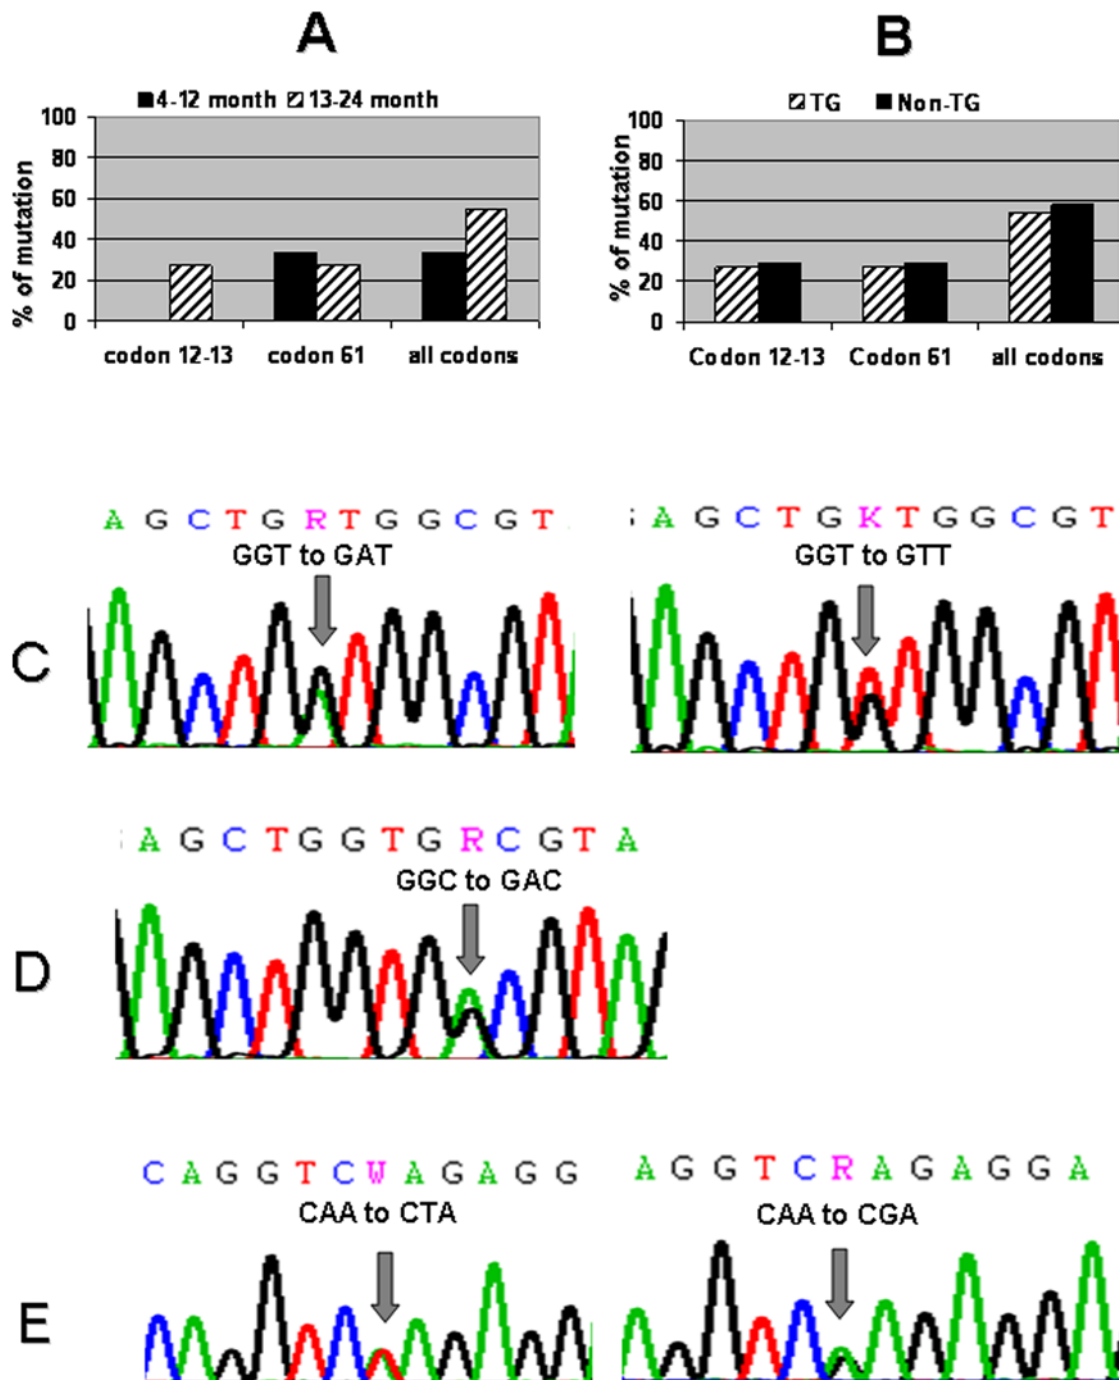 A
B
4-12 month 13-24 month
TG Non-TG
% of mutation
100
80
60
40
20
0
codon 12-13 codon 61 all codons
% of mutation
100
80
60
40
20
0
Codon 12-13 Codon 61 all codons
A G C T G R T G G C G T
GGT to GAT
A G C T G K T G G C G T
GGT to GTT
C
A G C T G G T G R C G T A
GGC to GAC
D
C A G G T C W A G A G G
CAA to CTA
A G G T C R A G A G G A
CAA to CGA
E